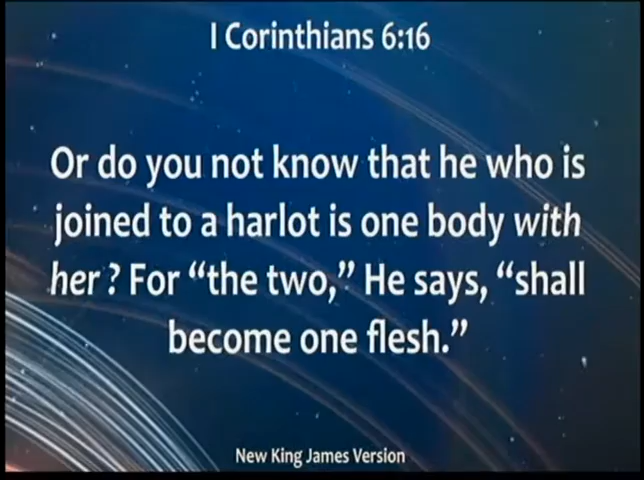 I Corinthians 6:16
Or do you not know that he who is
joined to a harlot is one body with
her? For “the two,” He says, “shall
become one flesh.”
New King James Version